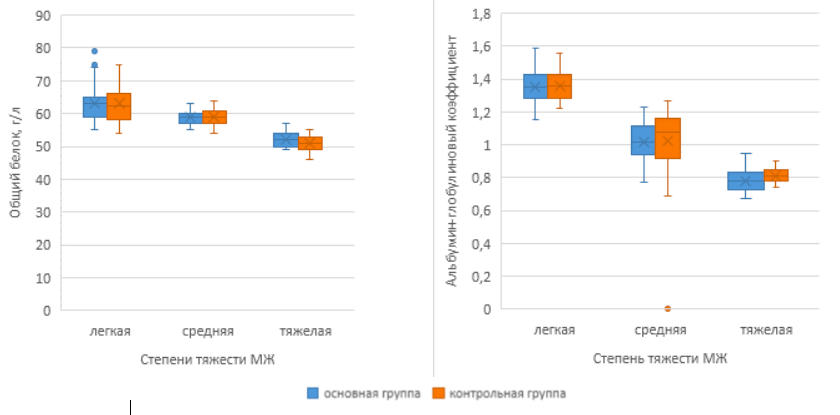 90
80
70
60
50
40
30
20
10
0
Общий белок, г/л
легкая средняя тяжелая
Степени тяжести МЖ
1,8
1,6
1,4
1,2
1
0,8
0,6
0,4
0,2
0
Альбумин-глобулиновый коэффициент
легкая средняя тяжелая
Степень тяжести МЖ
основная группа контрольная группа